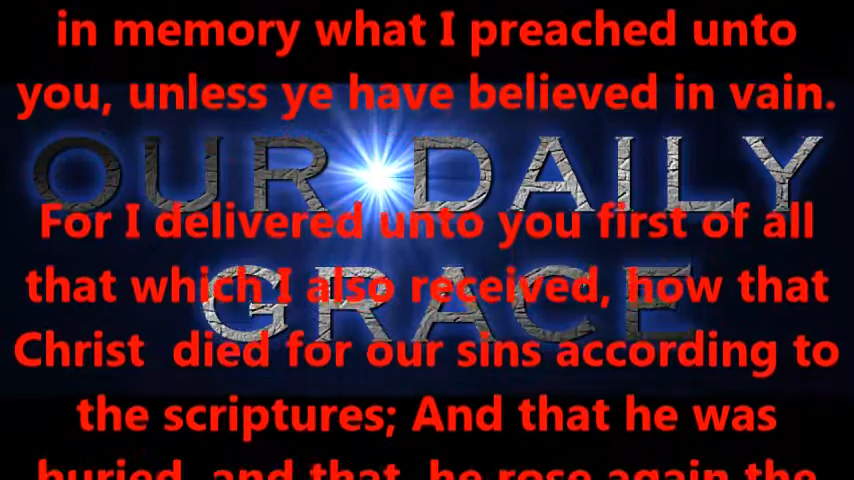 in memory what I preached unto
you, unless ye have believed in vain.
OUR DAILY
For I delivered unto you first of all
GRACE
that which I also received, how that
Christ died for our sins according to
the scriptures; And that he was
buried, and that, he rose again the